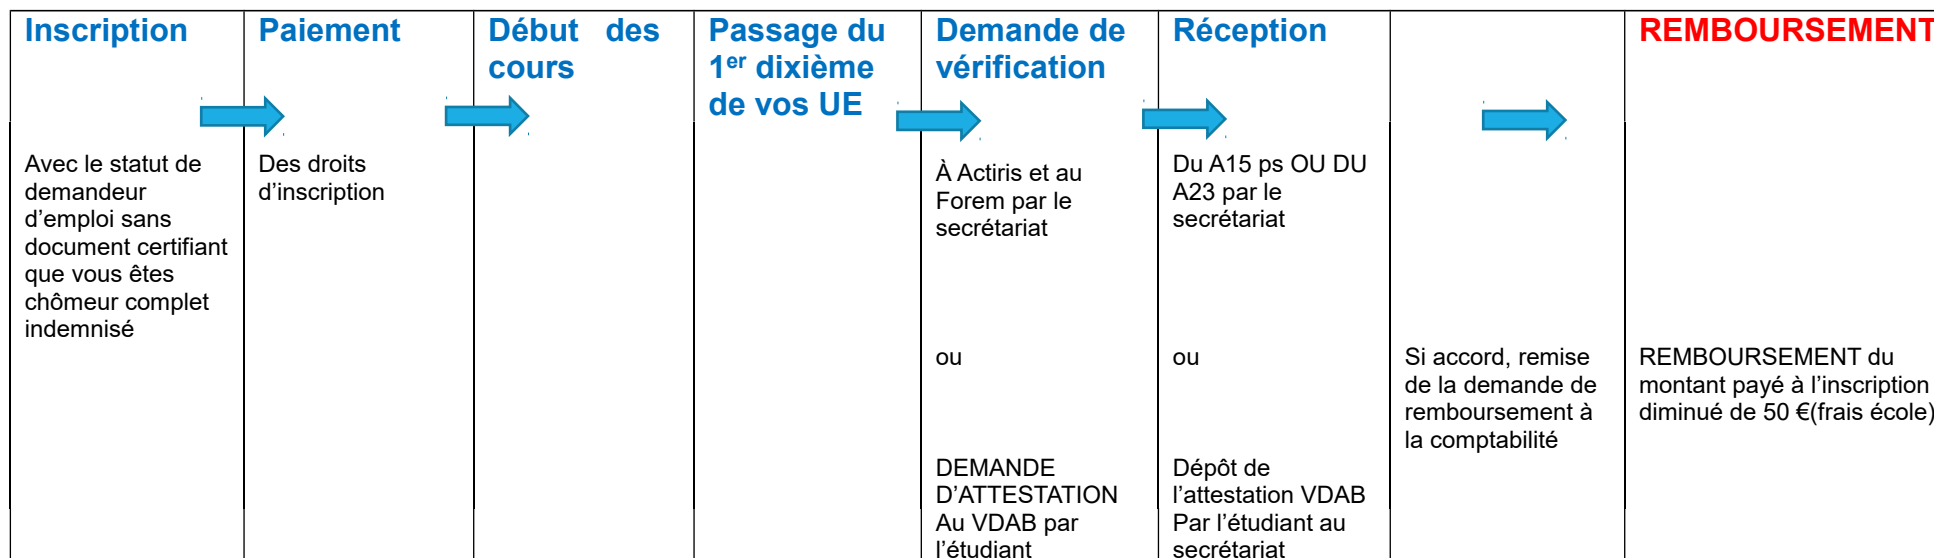 Inscription
Paiement
Début des
cours
Passage du
1er dixième
de vos UE
Demande de
vérification
Réception
REMBOURSEMENT
Avec le statut de
demandeur
d’emploi sans
document certifiant
que vous êtes
chômeur complet
indemnisé
Des droits
d’inscription
À Actiris et au
Forem par le
secrétariat
ou
DEMANDE
D’ATTESTATION
Au VDAB par
l’étudiant
Du A15 ps OU DU
A23 par le
secrétariat
ou
Dépôt de
l’attestation VDAB
Par l’étudiant au
secrétariat
Si accord, remise
de la demande de
remboursement à
la comptabilité
REMBOURSEMENT du
montant payé à l’inscription
diminué de 50 €(frais école)